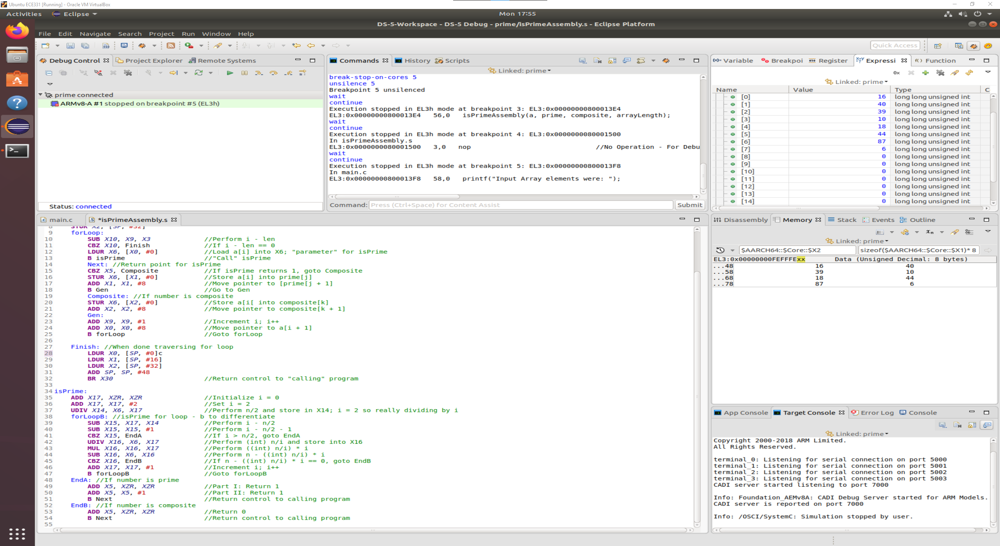 Ubuntu ECE331 [Running] - Oracle VM VirtualBox
Activities Eclipse Mon 17:55
DS-5-Workspace - DS-5 Debug - prime/isPrimeAssembly.s - Eclipse Platform
File Edit Navigate Search Project Run Window Help
Quick Access
Debug Control Project Explorer Remote Systems
prime connected
ARMv8-A #1 stopped on breakpoint #5 (EL3h)
Status: connected
Commands History Scripts
Linked: prime
break-stop-on-cores 5
unsilence 5
Breakpoint 5 unsilenced
wait
continue
Execution stopped in EL3h mode at breakpoint 3: EL3:0x00000000800013E4
EL3:0x00000000800013E4 56,0 isPrimeAssembly(a, prime, composite, arrayLength);
wait
continue
Execution stopped in EL3h mode at breakpoint 4: EL3:0x0000000080001500
In isPrimeAssembly.s
EL3:0x0000000080001500 3,0 nop //No Operation - For Debu
wait
continue
Execution stopped in EL3h mode at breakpoint 5: EL3:0x00000000800013F8
In main.c
EL3:0x00000000800013F8 58,0 printf("Input Array elements were: ");
Command: Press (Ctrl+Space) for Content Assist Submit
Variable Breakpoi Register Expressi Function
Linked: prime
Name Value Type C
[0] 16 long long unsigned int
[1] 40 long long unsigned int
[2] 39 long long unsigned int
[3] 10 long long unsigned int
[4] 18 long long unsigned int
[5] 44 long long unsigned int
[6] 87 long long unsigned int
[7] 6 long long unsigned int
[8] 0 long long unsigned int
[9] 0 long long unsigned int
[10] 0 long long unsigned int
[11] 0 long long unsigned int
[12] 0 long long unsigned int
[13] 0 long long unsigned int
[14] 0 long long unsigned int
main.c *isPrimeAssembly.s
8 STUR X2, [SP, #32]
9 forLoop:
10 SUB X10, X9, X3 //Perform i - len
11 CBZ X10, Finish //If i - len == 0
12 LDUR X6, [X0, #0] //Load a[i] into X6; "parameter" for isPrime
13 B isPrime //"Call" isPrime
14 Next: //Return point for isPrime
15 CBZ X5, Composite //If isPrime returns 1, goto Composite
16 STUR X6, [X1, #0] //Store a[i] into prime[j]
17 ADD X1, X1, #8 //Move pointer to [prime[j + 1]
18 B Gen //Go to Gen
19 Composite: //If number is composite
20 STUR X6, [X2, #0] //Store a[i[ into composite[k]
21 ADD X2, X2, #8 //Move pointer to composite[k + 1]
22 Gen:
23 ADD X9, X9, #1 //Increment i; i++
24 ADD X0, X0, #8 //Move pointer to a[i + 1]
25 B forLoop //Goto forLoop
26
27 Finish: //When done traversing for loop
28 LDUR X0, [SP, #0]c
29 LDUR X1, [SP, #16]
30 LDUR X2, [SP, #32]
31 ADD SP, SP, #48
32 BR X30 //Return control to "calling" program
33
34 isPrime:
35 ADD X17, XZR, XZR //Initialize i = 0
36 ADD X17, X17, #2 //Set i = 2
37 UDIV X14, X6, X17 //Perform n/2 and store in X14; i = 2 so really dividing by i
38 forLoopB: //isPrime for loop - b to differentiate
39 SUB X15, X17, X14 //Perform i - n/2
40 SUB X15, X15, #1 //Perform i - n/2 - 1
41 CBZ X15, EndA //If i > n/2, goto EndA
42 UDIV X16, X6, X17 //Perform (int) n/i and store into X16
43 MUL X16, X16, X17 //Perform ((int) n/i) * i
44 SUB X16, X6, X16 //Perform n - ((int) n/i) * i
45 CBZ X16, EndB //If n - ((int) n/i) * i == 0, goto EndB
46 ADD X17, X17, #1 //Increment i; i++
47 B forLoopB //Goto forLoopB
48 EndA: //If number is prime
49 ADD X5, XZR, XZR //Part I: Return 1
50 ADD X5, X5, #1 //Part II: Return 1
51 B Next //Return control to calling program
52 EndB: //If number is composite
53 ADD X5, XZR, XZR //Return 0
54 B Next //Return control to calling program
55
Disassembly Memory Stack Events Outline
Linked: prime
$AARCH64::$Core::$X2 sizeof($AARCH64::$Core::$X1)* 8
EL3:0x00000000FEFFFExx Data (Unsigned Decimal: 8 bytes)
...48 16 40
...58 39 10
...68 18 44
...78 87 6
App Console Target Console Error Log Console
Linked: prime
Copyright 2000-2018 ARM Limited.
All Rights Reserved.
terminal_0: Listening for serial connection on port 5000
terminal_1: Listening for serial connection on port 5001
terminal_2: Listening for serial connection on port 5002
terminal_3: Listening for serial connection on port 5003
CADI server started listening to port 7000
Info: Foundation_AEMv8A: CADI Debug Server started for ARM Models.
CADI server is reported on port 7000
Info: /OSCI/SystemC: Simulation stopped by user.